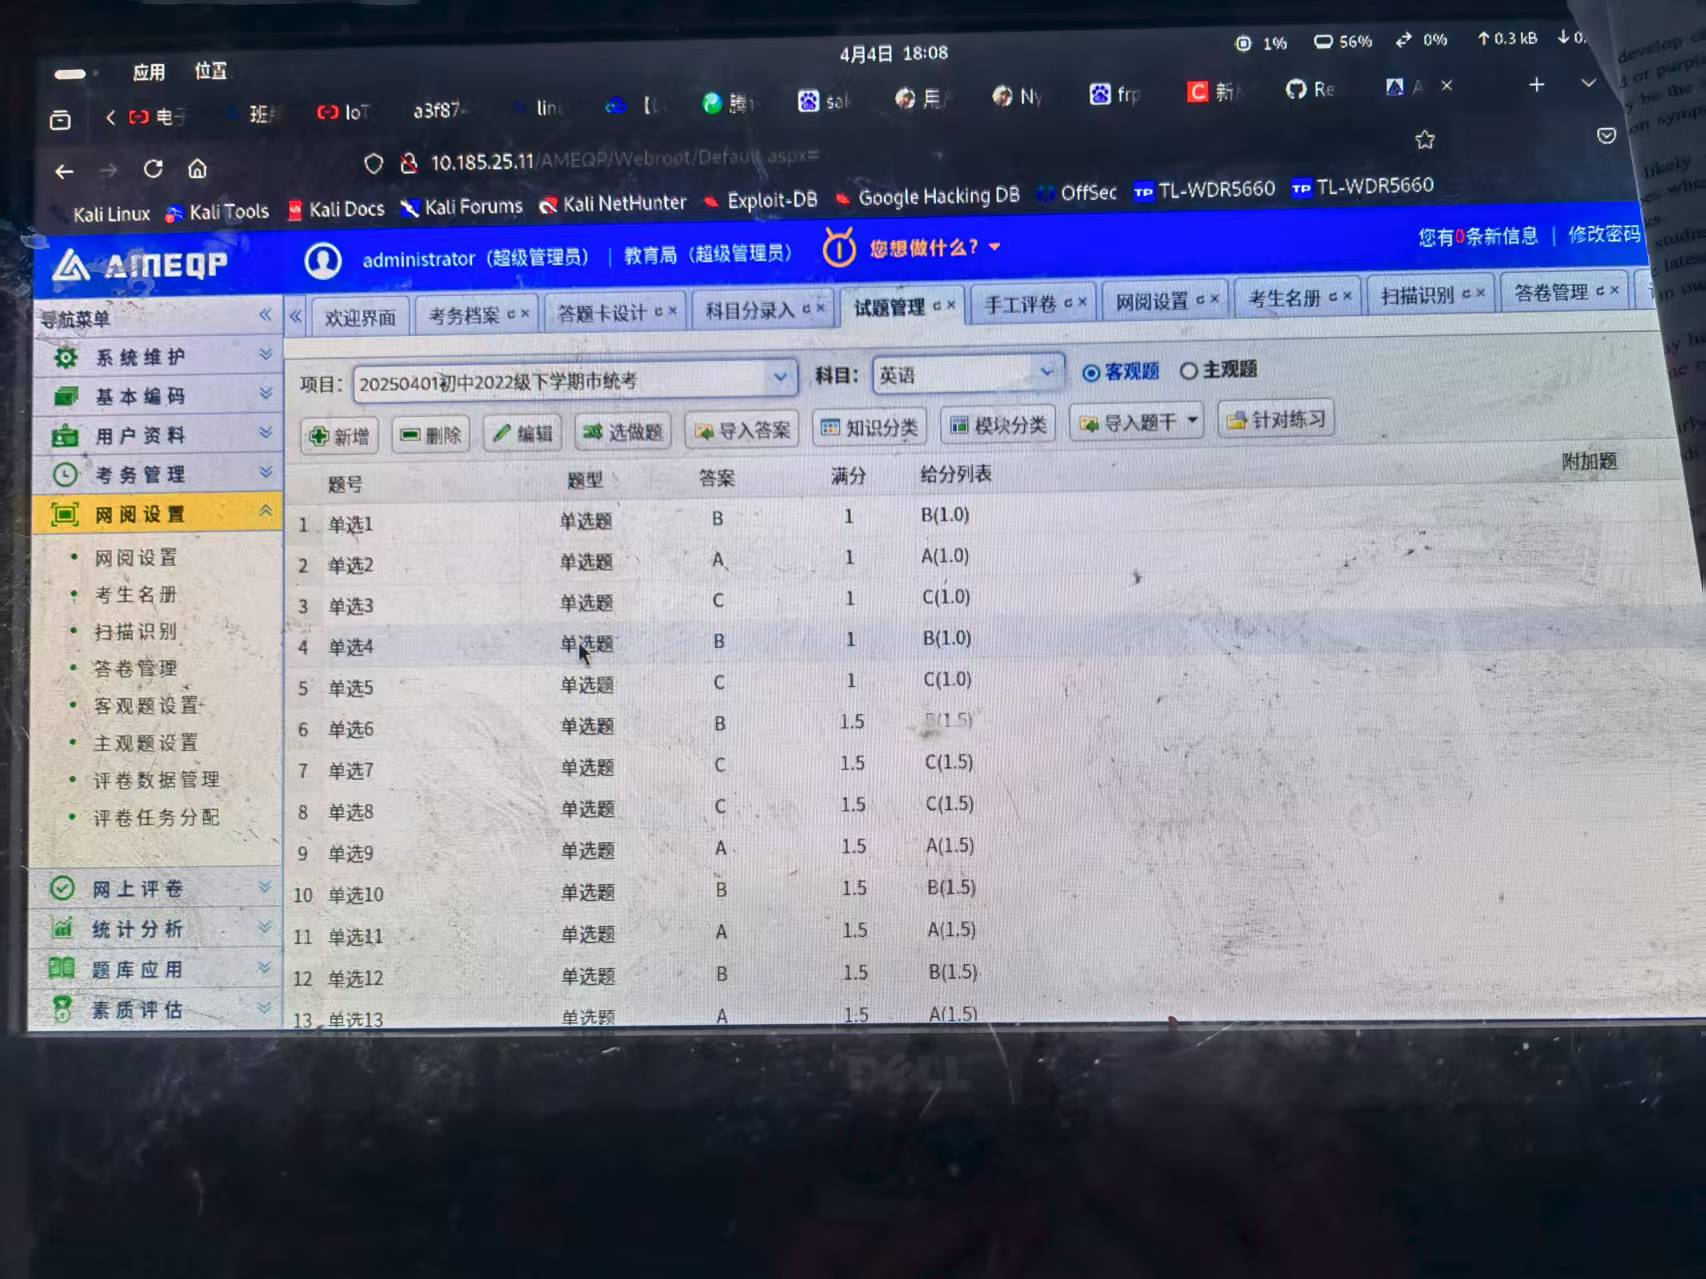 4月4日 18:08
1% 56% 0% ↑0.3 kB ↓0.
应用 位置
电子 班 IoT a3f87 lin 【 腾 sal 用 Ny frp 新 Re A
10.185.25.11/AMEQP/Webroot/Default.aspx=
Kali Linux Kali Tools Kali Docs Kali Forums Kali NetHunter Exploit-DB Google Hacking DB OffSec TL-WDR5660 TL-WDR5660
AMEQP administrator（超级管理员） | 教育局（超级管理员） 您想做什么? 您有0条新信息 | 修改密码
导航菜单
欢迎界面 考务档案 答题卡设计 科目分录入 试题管理 手工评卷 网阅设置 考生名册 扫描识别 答卷管理
系统维护
基本编码
用户资料
考务管理
网阅设置
网阅设置
考生名册
扫描识别
答卷管理
客观题设置
主观题设置
评卷数据管理
评卷任务分配
网上评卷
统计分析
题库应用
素质评估
项目: 20250401初中2022级下学期市统考 科目: 英语 客观题 主观题
新增 删除 编辑 选做题 导入答案 知识分类 模块分类 导入题干 针对练习
题号 题型 答案 满分 给分列表 附加题
1 单选1 单选题 B 1 B(1.0)
2 单选2 单选题 A 1 A(1.0)
3 单选3 单选题 C 1 C(1.0)
4 单选4 单选题 B 1 B(1.0)
5 单选5 单选题 C 1 C(1.0)
6 单选6 单选题 B 1.5 B(1.5)
7 单选7 单选题 C 1.5 C(1.5)
8 单选8 单选题 C 1.5 C(1.5)
9 单选9 单选题 A 1.5 A(1.5)
10 单选10 单选题 B 1.5 B(1.5)
11 单选11 单选题 A 1.5 A(1.5)
12 单选12 单选题 B 1.5 B(1.5)
13 单选13 单选题 A 1.5 A(1.5)
DELL
develop
or purpl
y be the
on symp
likely
studie
latest